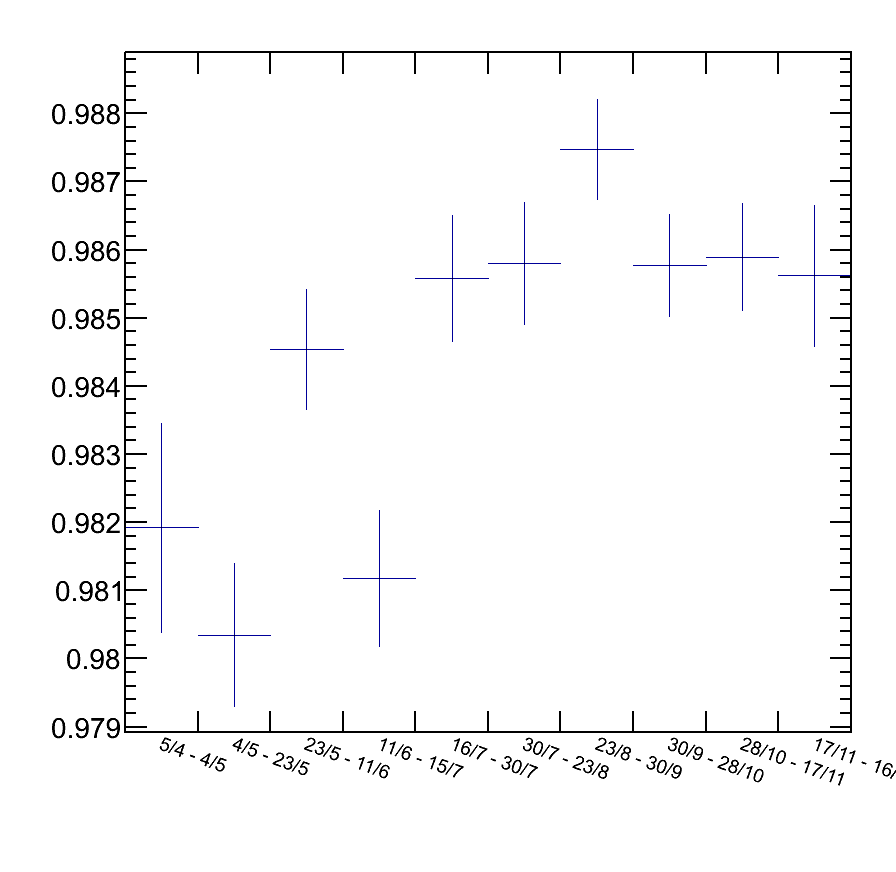 0.988
0.987
0.986
0.985
0.984
0.983
0.982
0.981
0.98
0.979
5/4 - 4/5
4/5 - 23/5
23/5 - 11/6
11/6 - 15/7
16/7 - 30/7
30/7 - 23/8
23/8 - 30/9
30/9 - 28/10
28/10 - 17/11
17/11 - 16/